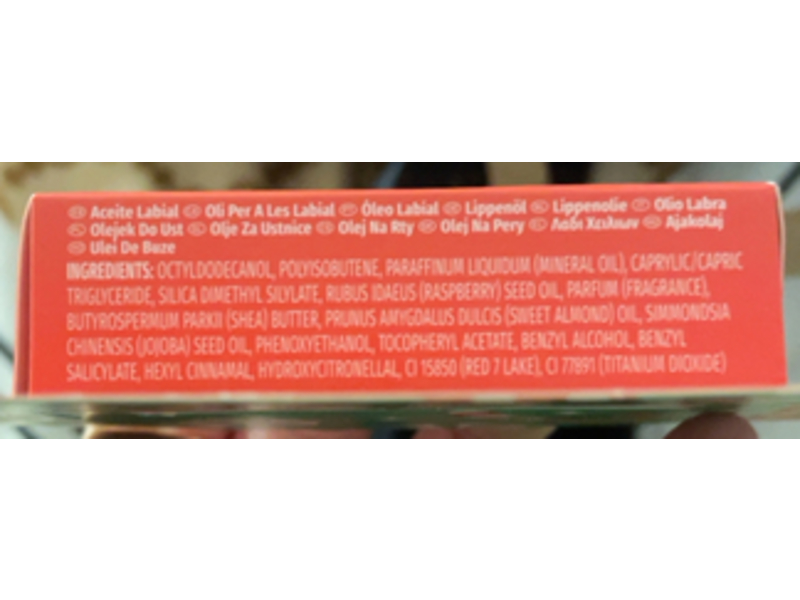 Aceite Labial Oli Per A Les Labial Óleo Labial Lippenöl Lippenolie Olio Labra
Olejek Do Ust Olje Za Ustnice Olej Na Rty Olej Na Pery Λαδι Χειλιων Ajakolaj
Ulei De Buze
INGREDIENTS: OCTYLDODECANOL, POLYISOBUTENE, PARAFFINUM LIQUIDUM (MINERAL OIL), CAPRYLIC/CAPRIC
TRIGLYCERIDE, SILICA DIMETHYL SILYLATE, RUBUS IDAEUS (RASPBERRY) SEED OIL, PARFUM (FRAGRANCE),
BUTYROSPERMUM PARKII (SHEA) BUTTER, PRUNUS AMYGDALUS DULCIS (SWEET ALMOND) OIL, SIMMONDSIA
CHINENSIS (JOJOBA) SEED OIL, PHENOXYETHANOL, TOCOPHERYL ACETATE, BENZYL ALCOHOL, BENZYL
SALICYLATE, HEXYL CINNAMAL, HYDROXYCITRONELLAL, CI 15850 (RED 7 LAKE), CI 77891 (TITANIUM DIOXIDE)